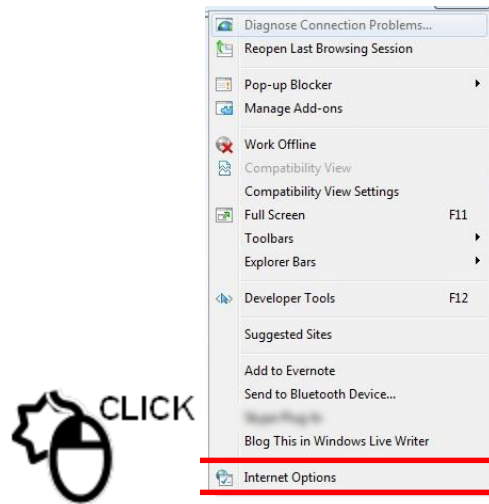 Diagnose Connection Problems...
Reopen Last Browsing Session
Pop-up Blocker
Manage Add-ons
Work Offline
Compatibility View
Compatibility View Settings
Full Screen F11
Toolbars
Explorer Bars
Developer Tools F12
Suggested Sites
Add to Evernote
Send to Bluetooth Device...
Blog This in Windows Live Writer
Internet Options
CLICK